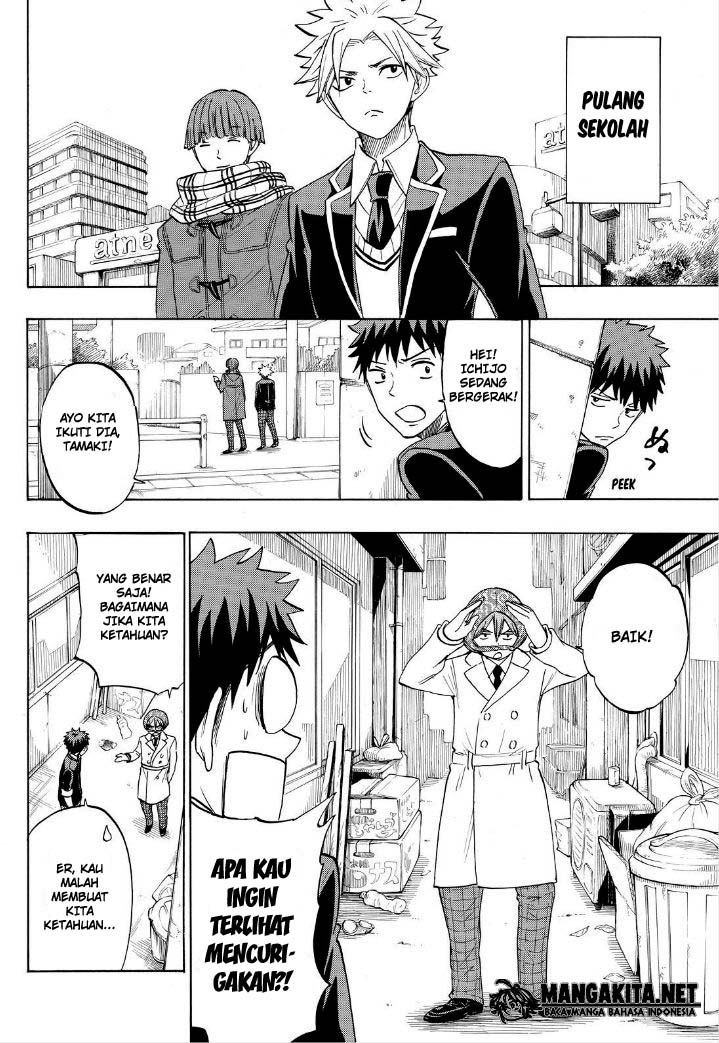 PULANG
SEKOLAH
atné
atné
PEEK
ぬっ
HEI!
ICHIJO
SEDANG
BERGERAK!
AYO KITA
IKUTI DIA,
TAMAKI!
BAIK!
APA KAU
INGIN
TERLIHAT
MENCURI-
GAKAN?!
YANG BENAR
SAJA!
BAGAIMANA
JIKA KITA
KETAHUAN?
ER, KAU
MALAH
MEMBUAT
KITA
KETAHUAN...
MANGAKITA.NET
BACA MANGA BAHASA INDONESIA